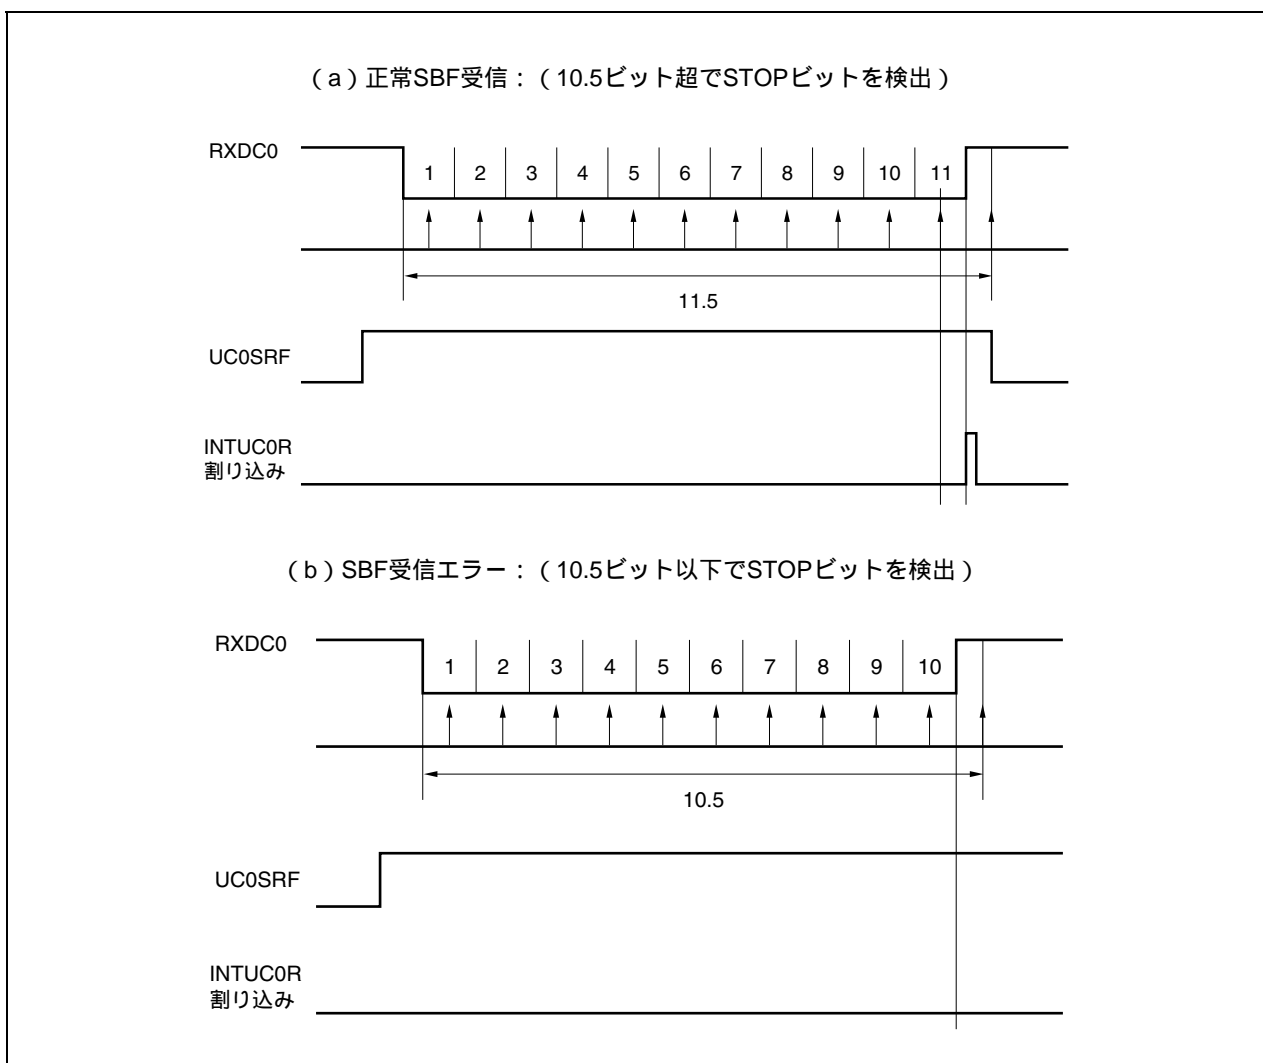 （a）正常SBF受信：（10.5ビット超でSTOPビットを検出）
RXDC0
1 2 3 4 5 6 7 8 9 10 11
11.5
UC0SRF
INTUC0R
割り込み
（b）SBF受信エラー：（10.5ビット以下でSTOPビットを検出）
RXDC0
1 2 3 4 5 6 7 8 9 10
10.5
UC0SRF
INTUC0R
割り込み